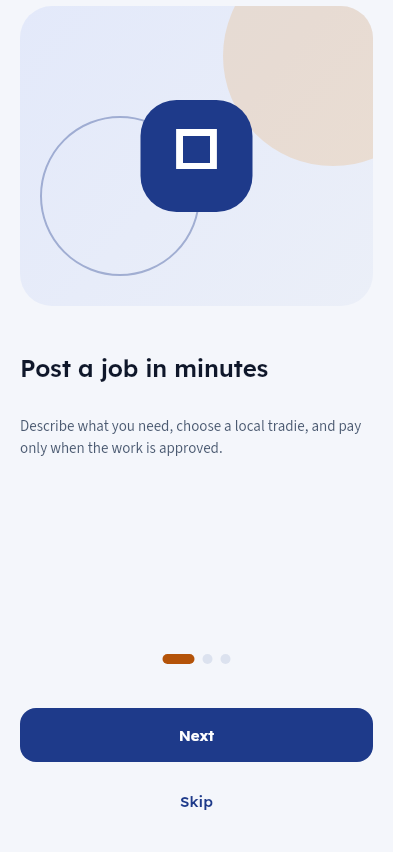 Post a job in minutes
Describe what you need, choose a local tradie, and pay
only when the work is approved.
Next
Skip